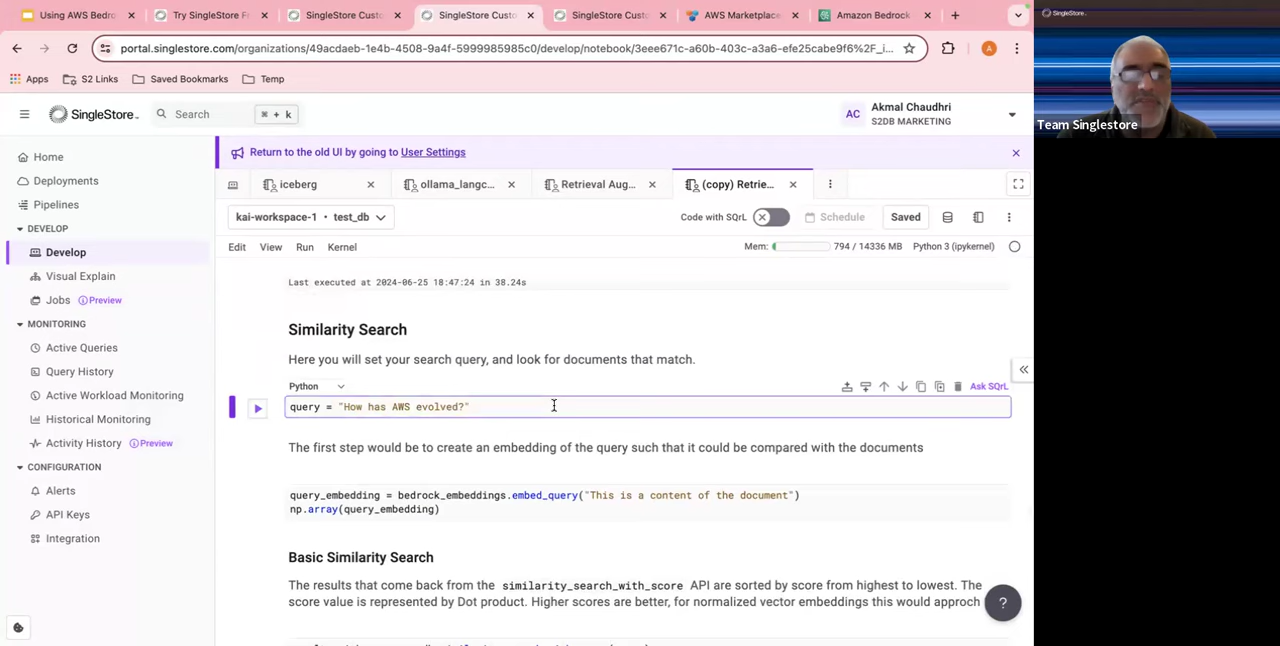 Using AWS Bedr
Try SingleStore Fr
SingleStore Custo
SingleStore Custo
SingleStore Custo
AWS Marketplace
Amazon Bedrock
portal.singlestore.com/organizations/49acdaeb-1e4b-4508-9a4f-5999985985c0/develop/notebook/3eee671c-a60b-403c-a3a6-efe25cabe9f6%2F_i...
A
Apps
S2 Links
Saved Bookmarks
Temp
SingleStore
Search
⌘ + k
AC
Akmal Chaudhri
S2DB MARKETING
Return to the old UI by going to User Settings
Home
Deployments
Pipelines
DEVELOP
Develop
Visual Explain
Jobs
Preview
MONITORING
Active Queries
Query History
Active Workload Monitoring
Historical Monitoring
Activity History
Preview
CONFIGURATION
Alerts
API Keys
Integration
iceberg
ollama_langc...
Retrieval Aug...
(copy) Retrie...
kai-workspace-1 • test_db
Code with SQrL
Schedule
Saved
Edit View Run Kernel
Mem:
794 / 14336 MB
Python 3 (ipykernel)
Last executed at 2024-06-25 18:47:24 in 38.24s
Similarity Search
Here you will set your search query, and look for documents that match.
Python
Ask SQrL
query = "How has AWS evolved?"
The first step would be to create an embedding of the query such that it could be compared with the documents
query_embedding = bedrock_embeddings.embed_query("This is a content of the document")
np.array(query_embedding)
Basic Similarity Search
The results that come back from the similarity_search_with_score API are sorted by score from highest to lowest. The
score value is represented by Dot product. Higher scores are better, for normalized vector embeddings this would approch
?
SingleStore
Team Singlestore